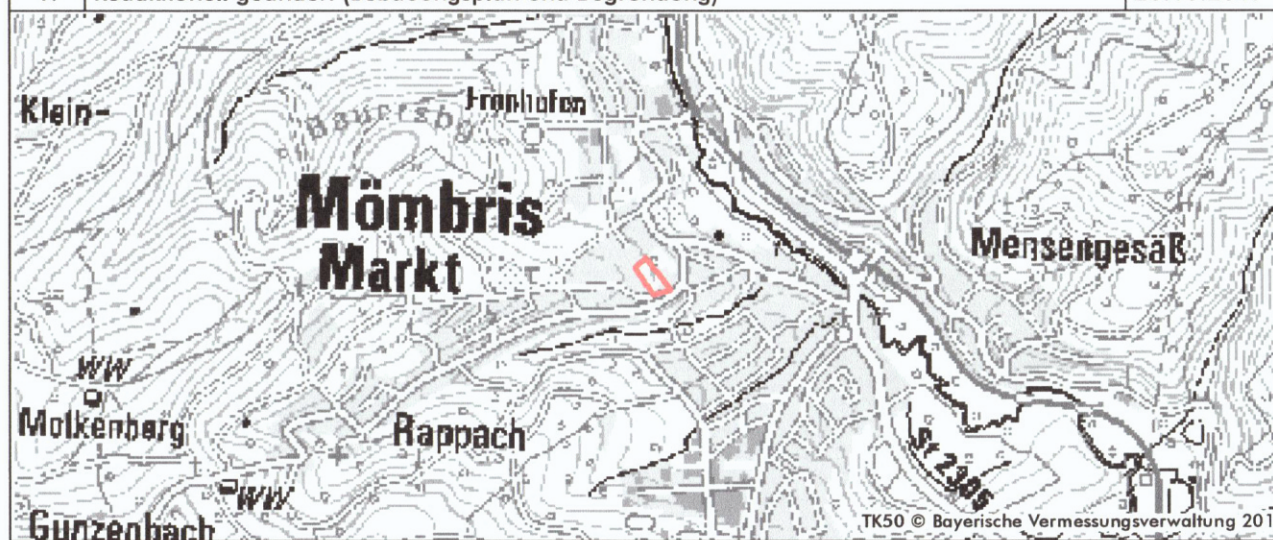 Klein-
Fronhofen
Mömbris
Markt
Mensengesäß
WW
Molkenberg
Rappach
WW
St 2305
Gunzenbach
TK50 © Bayerische Vermessungsverwaltung 201